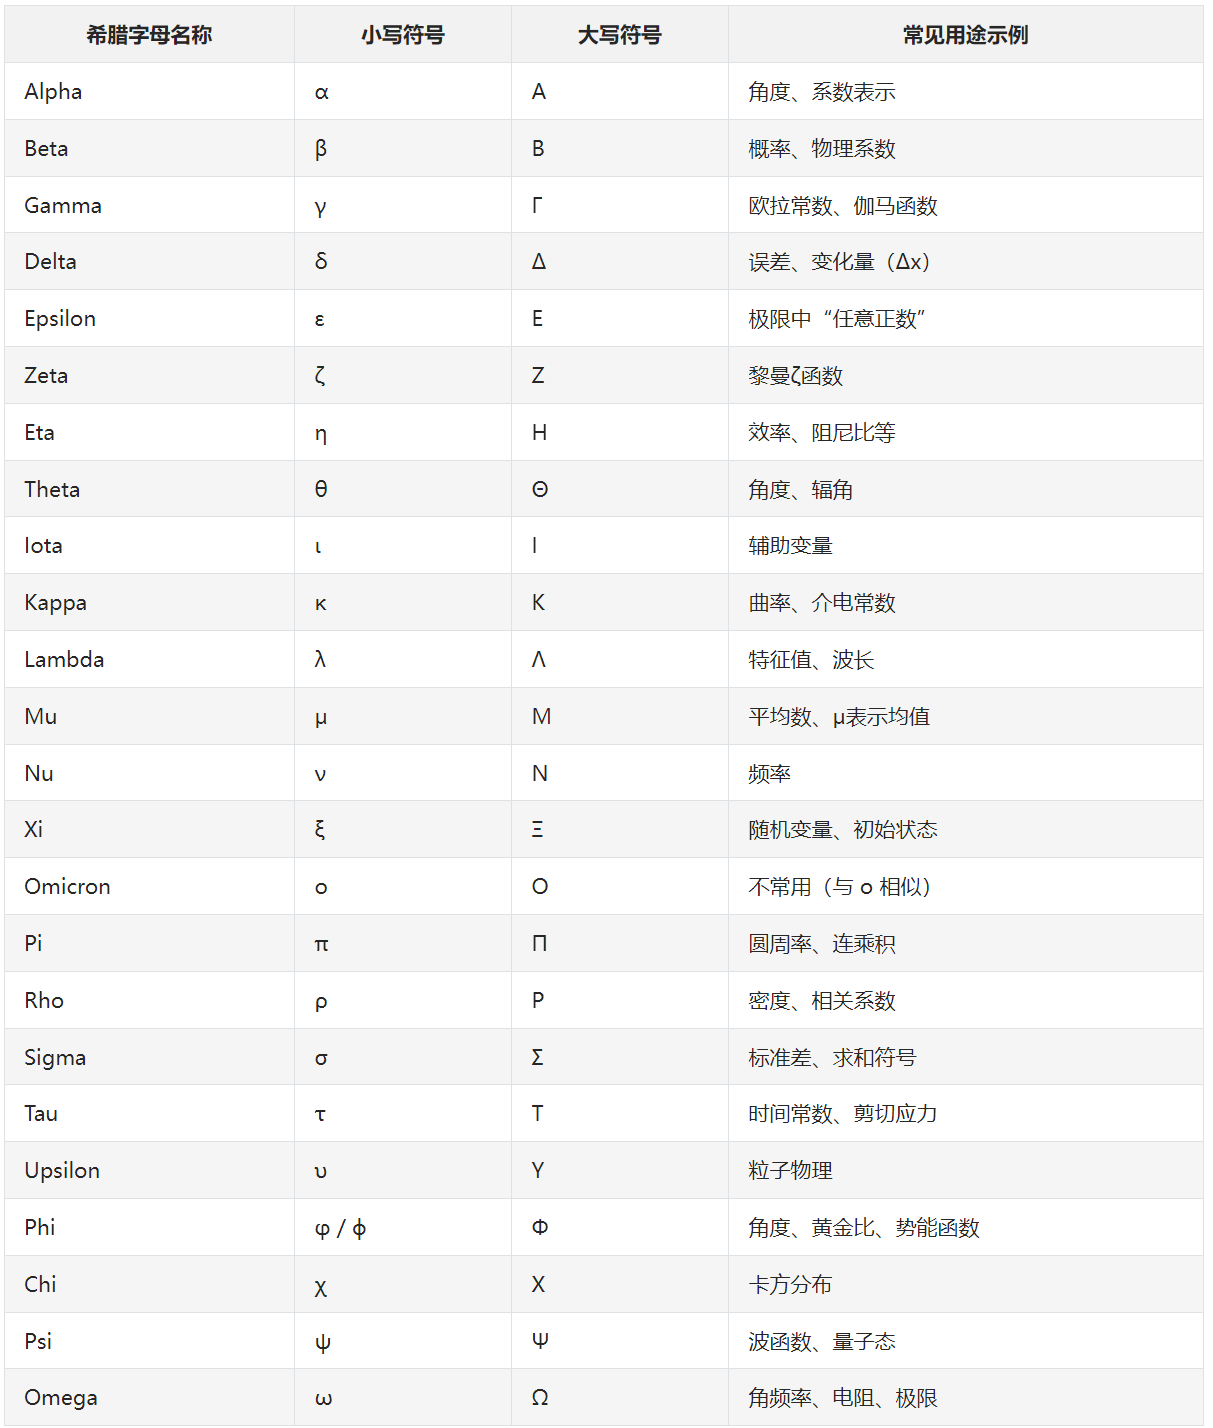 希腊字母名称 小写符号 大写符号 常见用途示例
Alpha α Α 角度、系数表示
Beta β Β 概率、物理系数
Gamma γ Γ 欧拉常数、伽马函数
Delta δ Δ 误差、变化量（Δx）
Epsilon ε Ε 极限中“任意正数”
Zeta ζ Ζ 黎曼ζ函数
Eta η Η 效率、阻尼比等
Theta θ Θ 角度、辐角
Iota ι Ι 辅助变量
Kappa κ Κ 曲率、介电常数
Lambda λ Λ 特征值、波长
Mu μ Μ 平均数、μ表示均值
Nu ν Ν 频率
Xi ξ Ξ 随机变量、初始状态
Omicron ο Ο 不常用（与 o 相似）
Pi π Π 圆周率、连乘积
Rho ρ Ρ 密度、相关系数
Sigma σ Σ 标准差、求和符号
Tau τ Τ 时间常数、剪切应力
Upsilon υ Υ 粒子物理
Phi φ / ϕ Φ 角度、黄金比、势能函数
Chi χ Χ 卡方分布
Psi ψ Ψ 波函数、量子态
Omega ω Ω 角频率、电阻、极限